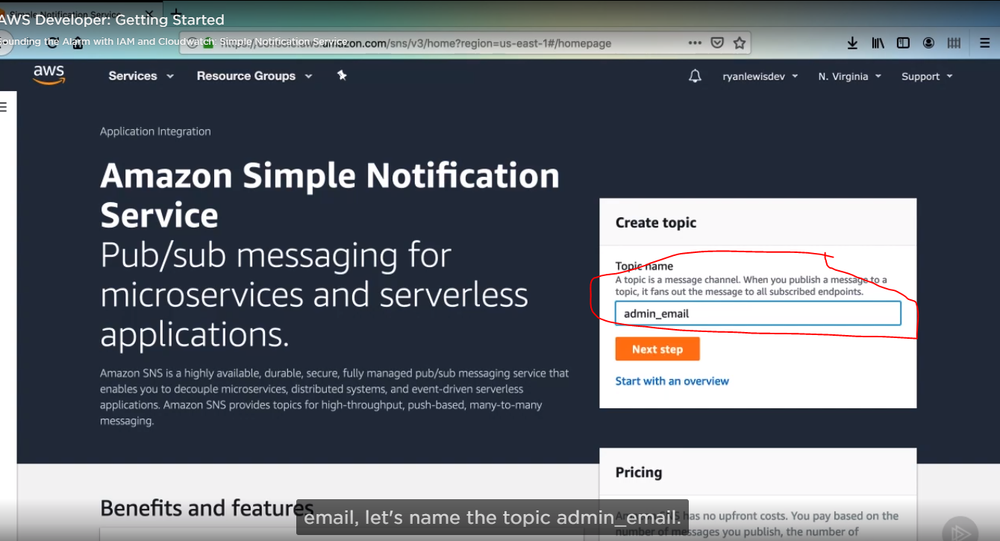 Simple Notification Service
AWS Developer: Getting Started
Sounding the Alarm with IAM and Cloudwatch: Simple Notification Service
amazon.com/sns/v3/home?region=us-east-1#/homepage
aws
Services
Resource Groups
ryanlewisdev
N. Virginia
Support
Application Integration
Amazon Simple Notification
Service
Pub/sub messaging for
microservices and serverless
applications.
Amazon SNS is a highly available, durable, secure, fully managed pub/sub messaging service that
enables you to decouple microservices, distributed systems, and event-driven serverless
applications. Amazon SNS provides topics for high-throughput, push-based, many-to-many
messaging.
Create topic
Topic name
A topic is a message channel. When you publish a message to a
topic, it fans out the message to all subscribed endpoints.
admin_email
Next step
Start with an overview
Pricing
Amazon SNS has no upfront costs. You pay based on the
number of messages you publish, the number of
Benefits and features
email, let's name the topic admin_email.